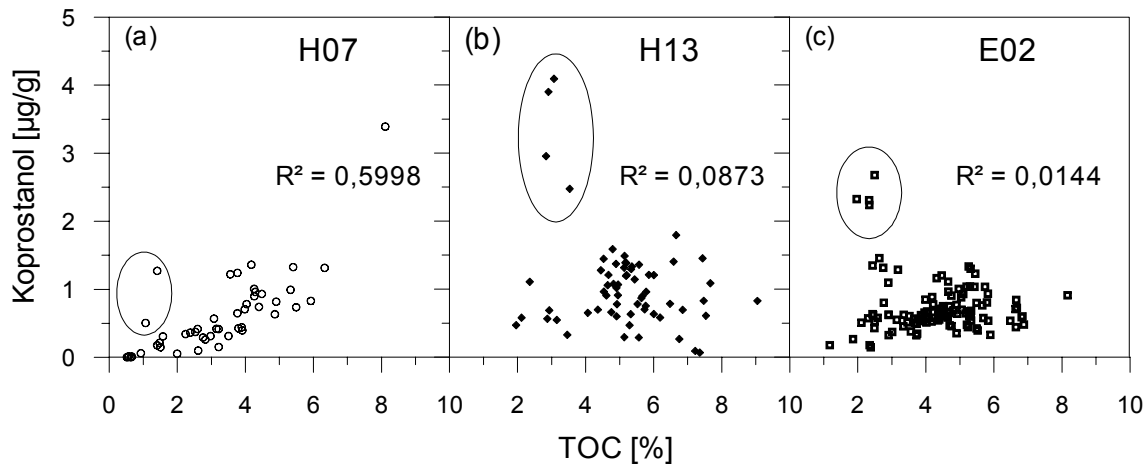 5
4
3
2
1
0
Koprostanol [µg/g]
(a)
H07
R² = 0,5998
(b)
H13
R² = 0,0873
(c)
E02
R² = 0,0144
0 2 4 6 8 10 2 4 6 8 10 2 4 6 8 10
TOC [%]